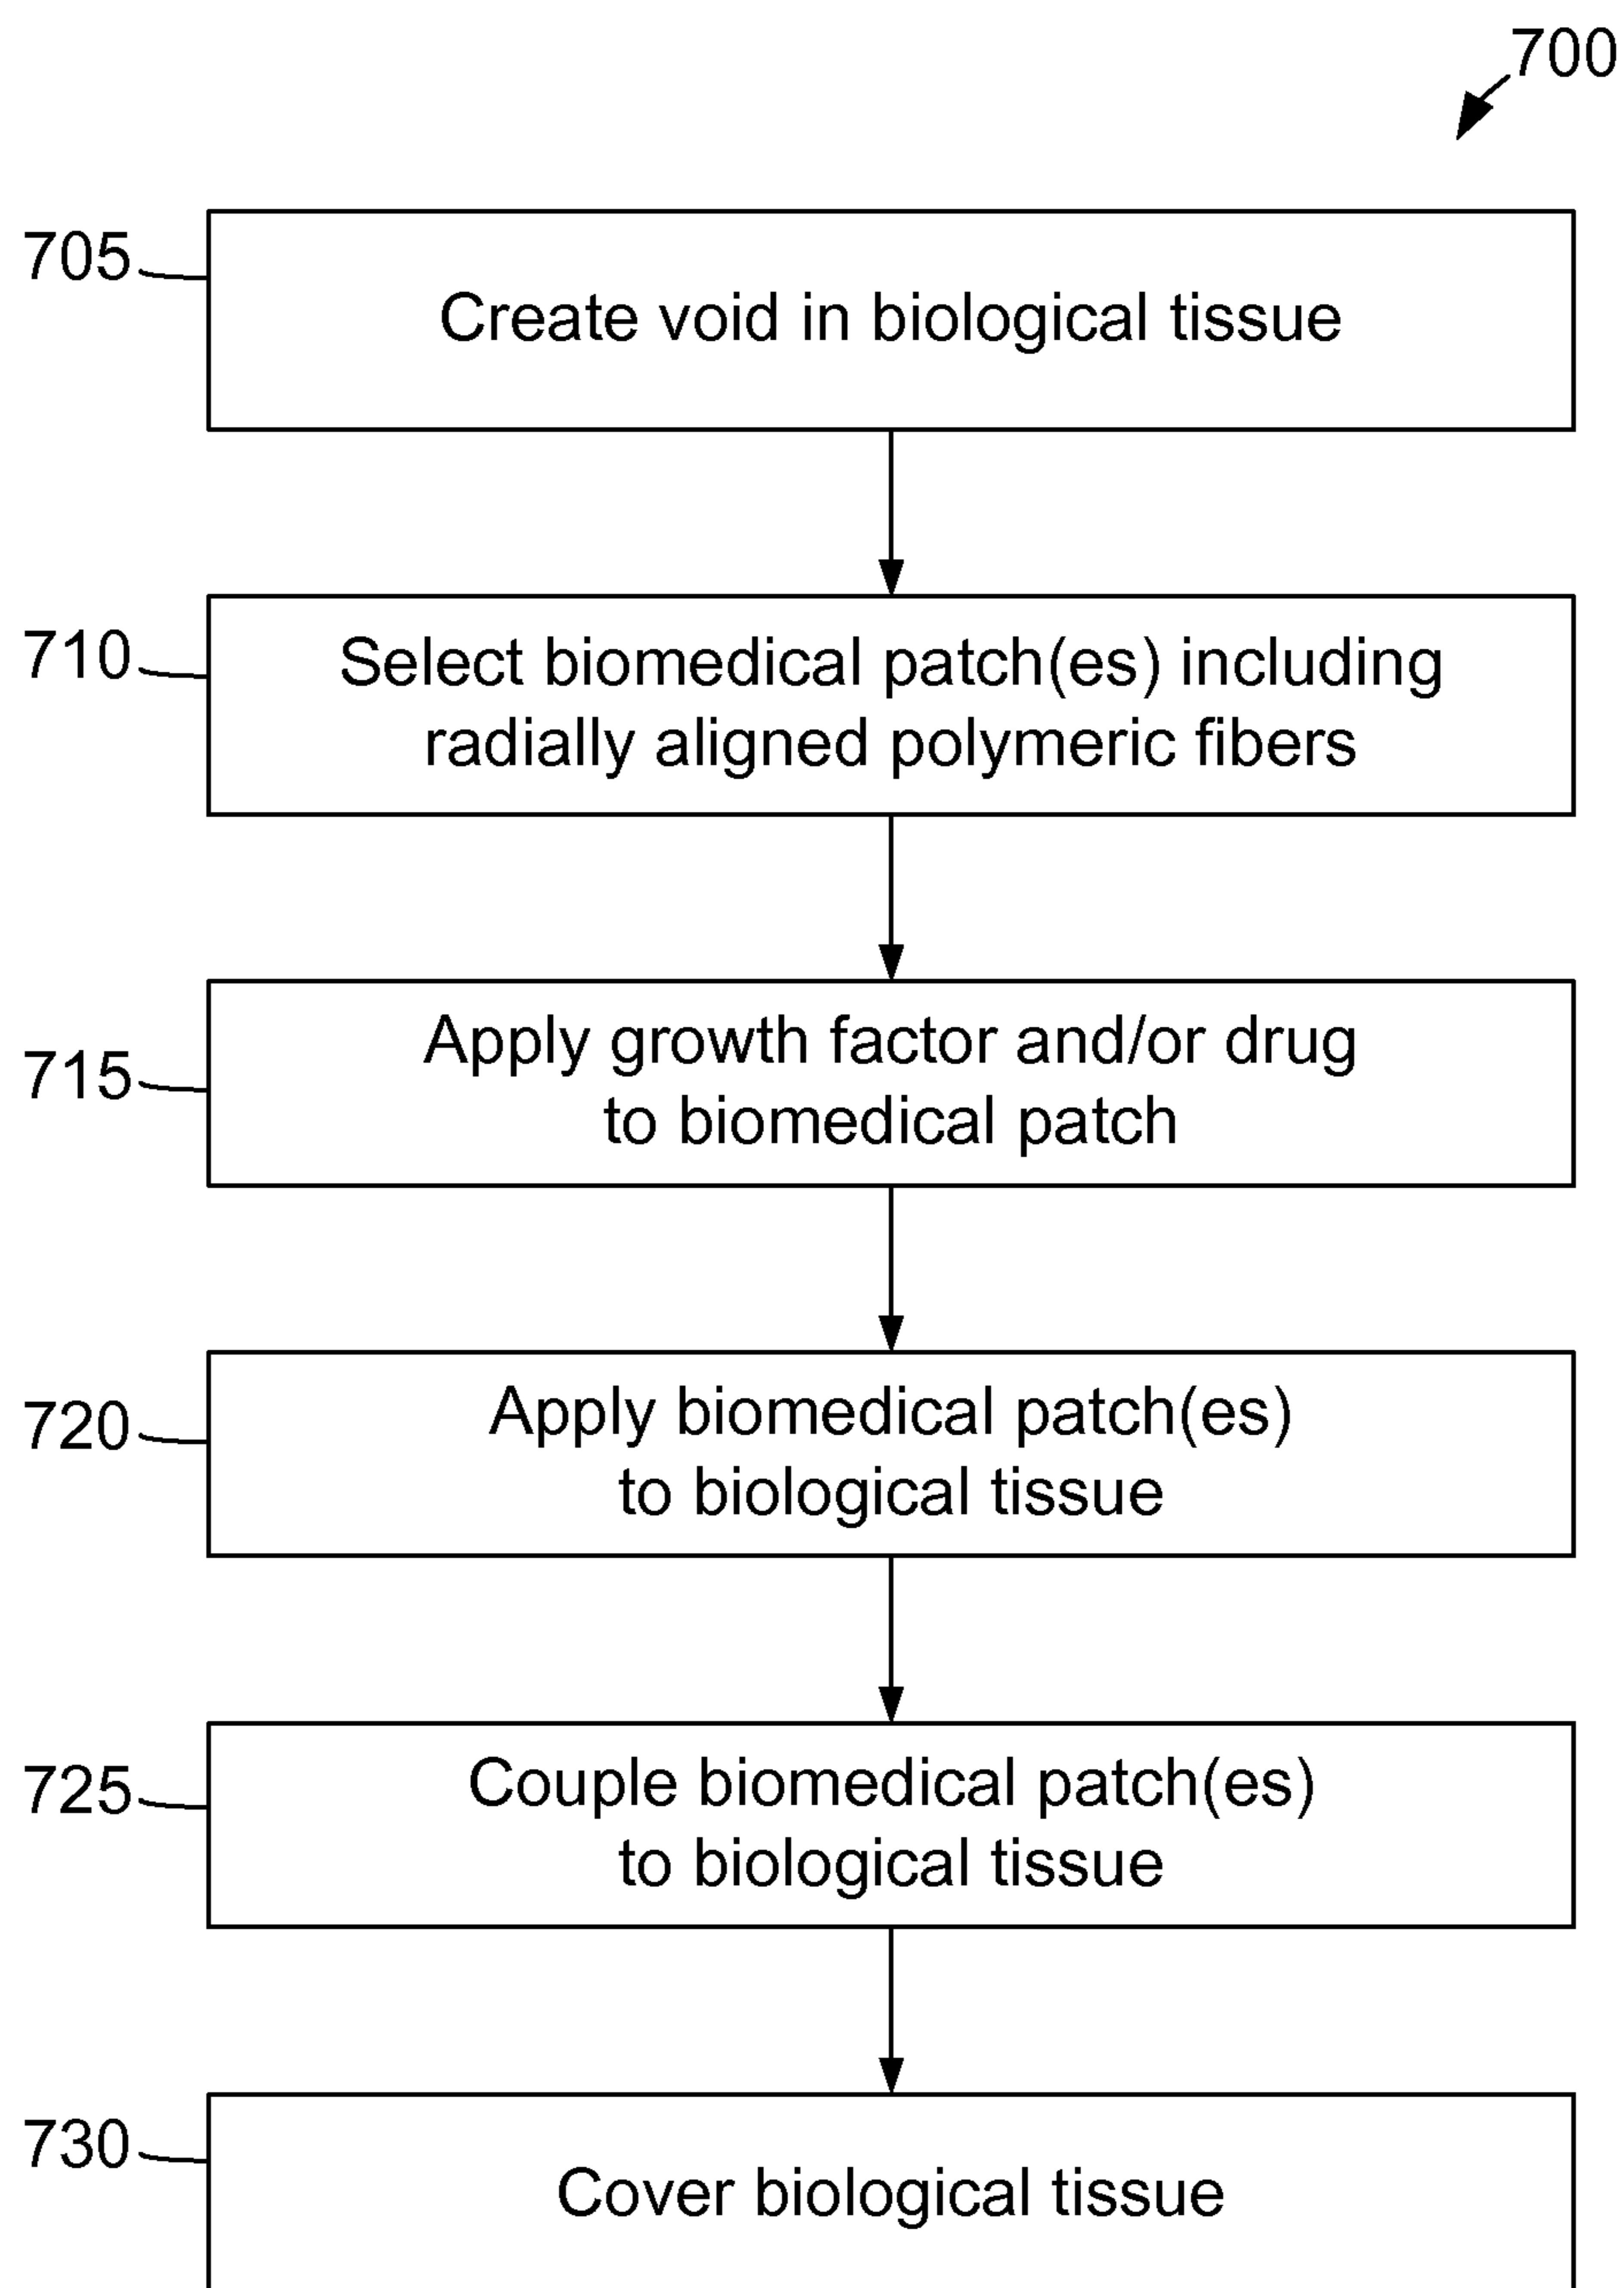 700
705
Create void in biological tissue
710
Select biomedical patch(es) including
radially aligned polymeric fibers
715
Apply growth factor and/or drug
to biomedical patch
720
Apply biomedical patch(es)
to biological tissue
725
Couple biomedical patch(es)
to biological tissue
730
Cover biological tissue